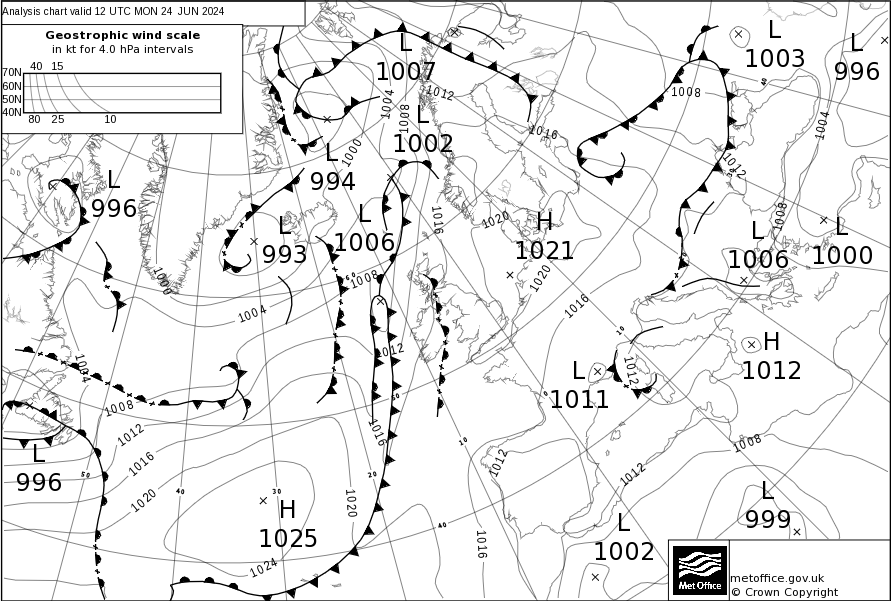 Analysis chart valid 12 UTC MON 24 JUN 2024
Geostrophic wind scale
in kt for 4.0 hPa intervals
40 15
70N
60N
50N
40N
80 25 10
L
1007
L
1003
L
996
1004
1012
1008
1008
1004
L
1002
1016
1000
1012
L
994
L
996
1016
1020
1008
L
993
L
1006
H
1021
L
1006
L
1000
1000
1008
1020
1004
1016
10
1012
1004
1012
H
1012
L
1011
1008
50
0
1012
1016
10
1008
L
996
1016
1012
1012
50
20
1020
40
30
1020
L
999
H
1025
40
L
1002
1016
1024
Met Office
metoffice.gov.uk
© Crown Copyright